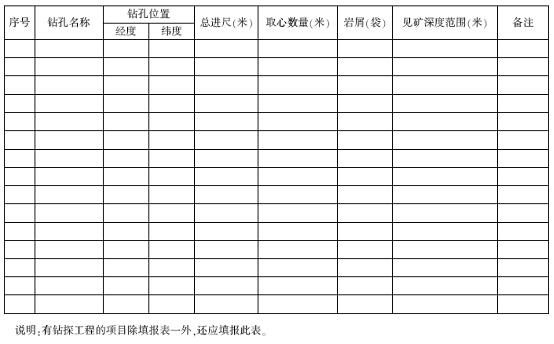 序号 钻孔名称 钻孔位置 总进尺(米) 取心数量(米) 岩屑(袋) 见矿深度范围(米) 备注
经度 纬度
说明:有钻探工程的项目除填报表一外,还应填报此表。